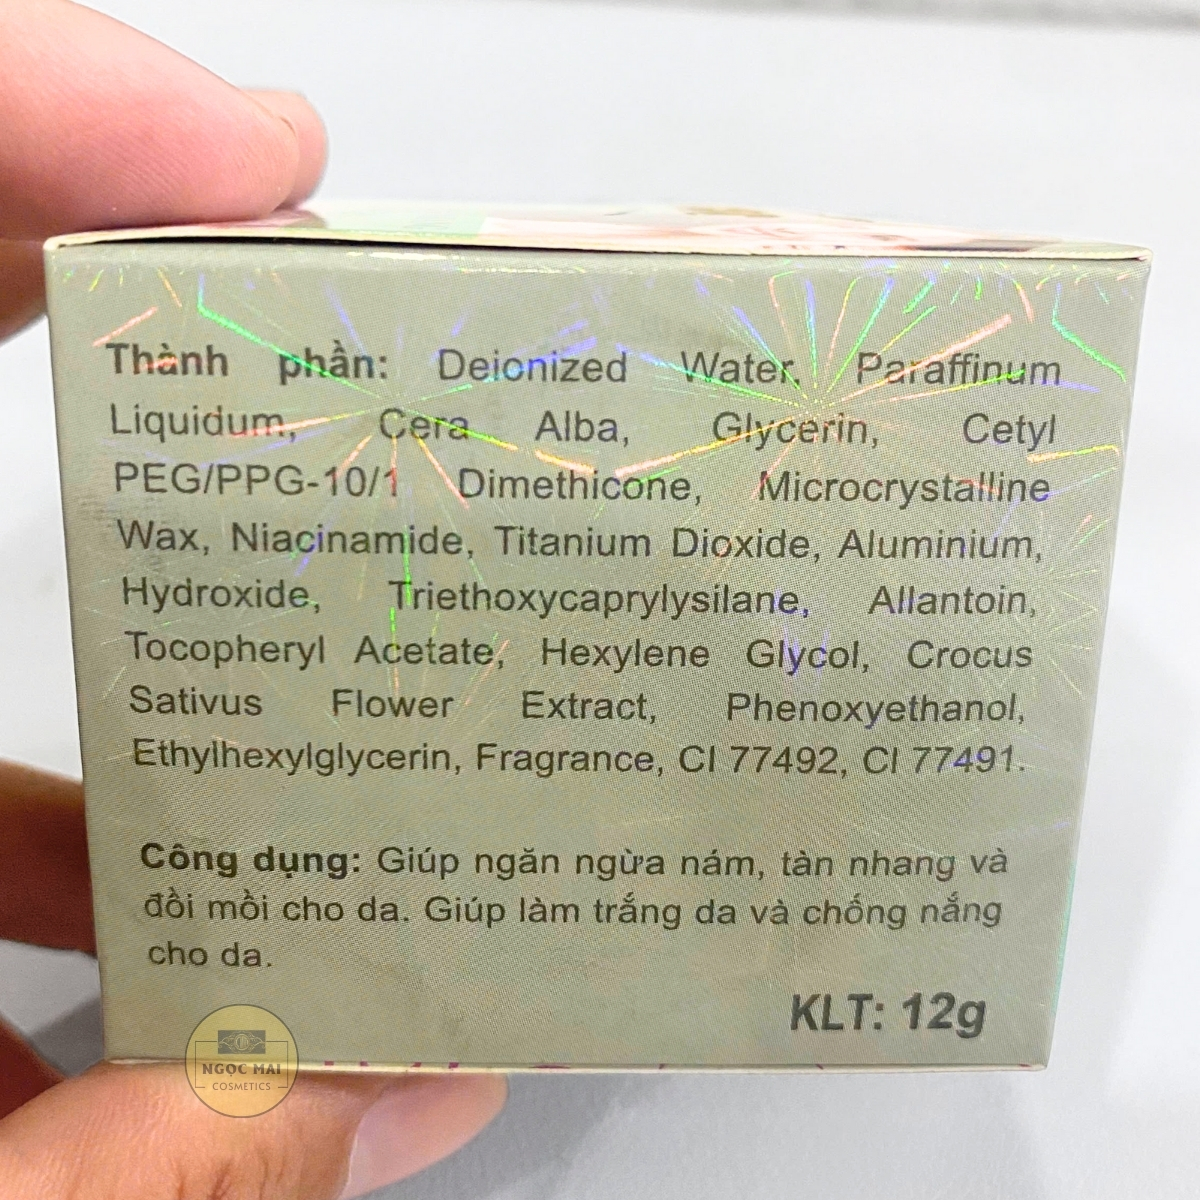 Thành phần: Deionized Water, Paraffinum
Liquidum, Cera Alba, Glycerin, Cetyl
PEG/PPG-10/1 Dimethicone, Microcrystalline
Wax, Niacinamide, Titanium Dioxide, Aluminium,
Hydroxide, Triethoxycaprylysilane, Allantoin,
Tocopheryl Acetate, Hexylene Glycol, Crocus
Sativus Flower Extract, Phenoxyethanol,
Ethylhexylglycerin, Fragrance, CI 77492, CI 77491.
Công dụng: Giúp ngăn ngừa nám, tàn nhang và
đồi mồi cho da. Giúp làm trắng da và chống nắng
cho da.
KLT: 12g
NGỌC MAI
COSMETICS